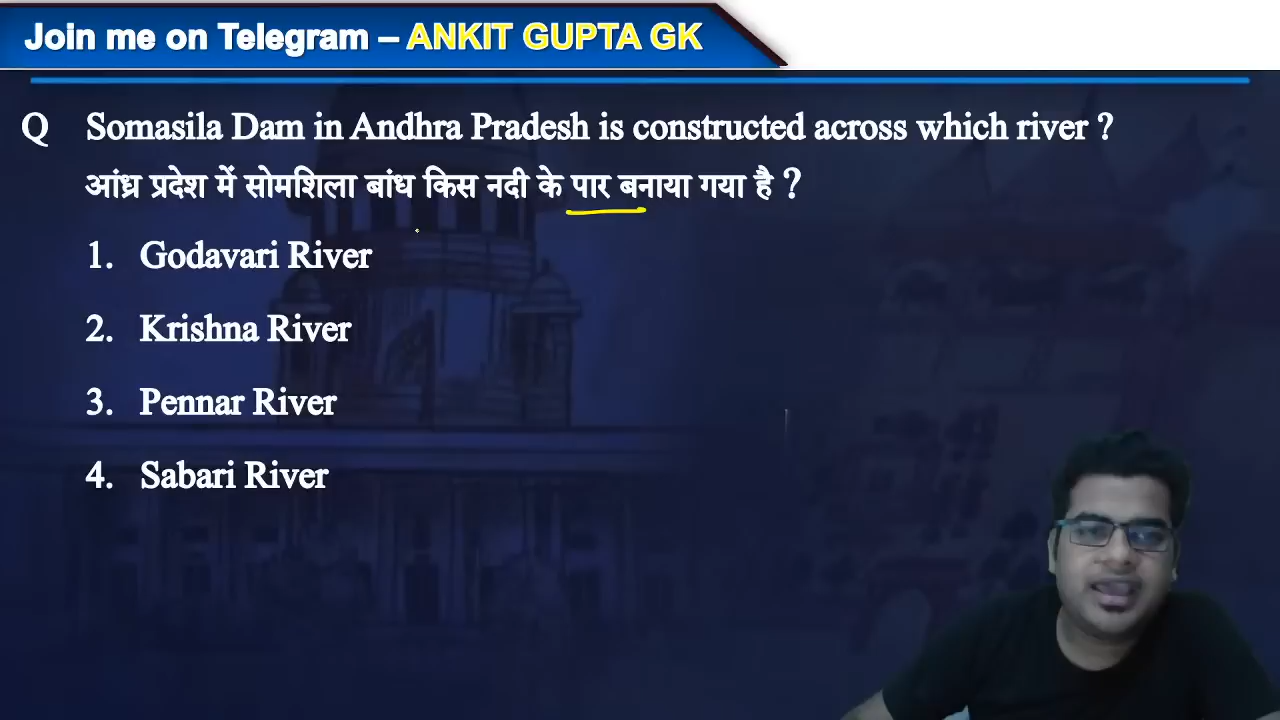 Join me on Telegram – ANKIT GUPTA GK
Q Somasila Dam in Andhra Pradesh is constructed across which river ?
आंध्र प्रदेश में सोमशिला बांध किस नदी के पार बनाया गया है ?
1. Godavari River
2. Krishna River
3. Pennar River
4. Sabari River